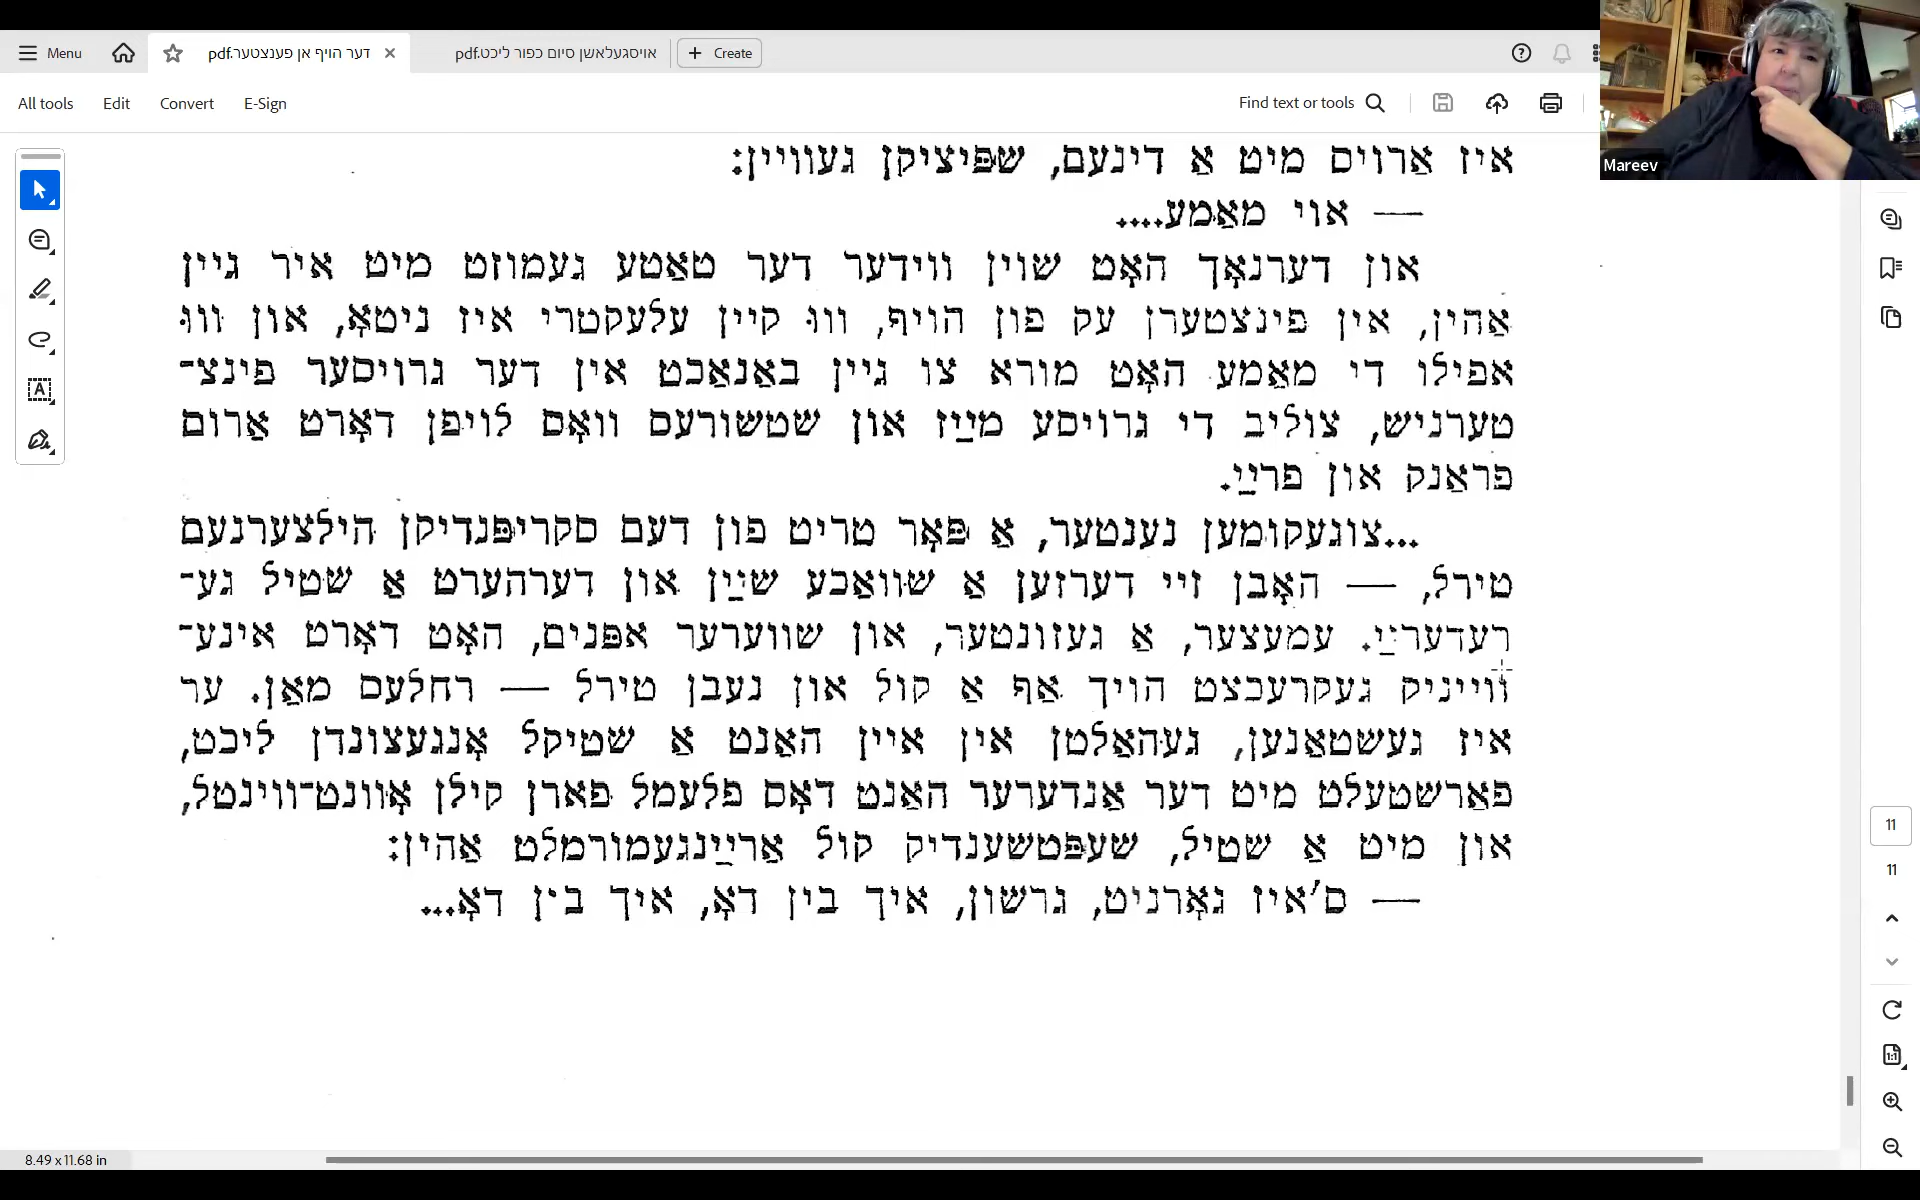 Menu
דער הויף אן פענצטער.pdf
אויסגעלאשן סיום כפור ליכט.pdf
Create
All tools
Edit
Convert
E-Sign
Find text or tools
Mareev
איז אַרויס מיט אַ דינעם, שפּיציקן געוויין:
— אוי מאַמע....
און דערנאָך האָט שוין ווידער דער טאַטע געמוזט מיט איר גיין
אַהין, אין פינצטערן עק פון הויף, וווּ קיין עלעקטרי איז ניטאָ, און וווּ
אפילו די מאַמע האָט מורא צו גיין באַנאַכט אין דער גרויסער פינצ־
טערניש, צוליב די גרויסע מײַז און שטשורעס וואָס לויפן דאָרט אַרום
פראַנק און פרײַ.
...צוגעקומען נענטער, אַ פּאָר טריט פון דעם סקריפּנדיקן הילצערנעם
טירל, — האָבן זיי דערזען אַ שוואַכע שײַן און דערהערט אַ שטיל גע־
רעדערײַ. עמעצער, אַ געזונטער, און שווערער אפּנים, האָט דאָרט אינע־
ווייניק געקרעכצט הויך אַף אַ קול און נעבן טירל — רחלעס מאַן. ער
איז געשטאַנען, געהאַלטן אין איין האַנט אַ שטיקל אָנגעצונדן ליכט,
פאַרשטעלט מיט דער אַנדערער האַנט דאָס פלעמל פארן קילן אָוונט־ווינטל,
און מיט אַ שטיל, שעפּטשענדיק קול אַרײַנגעמורמלט אַהין:
— ס'איז גאָרניט, גרשון, איך בין דאָ, איך בין דאָ...
11
11
8.49 x 11.68 in